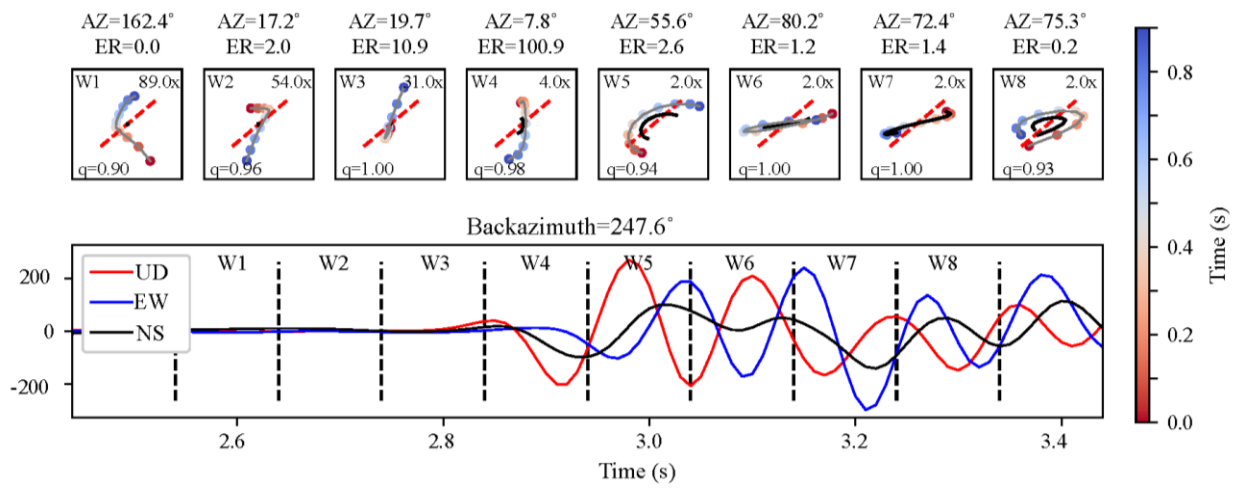 AZ=162.4° AZ=17.2° AZ=19.7° AZ=7.8° AZ=55.6° AZ=80.2° AZ=72.4° AZ=75.3°
ER=0.0 ER=2.0 ER=10.9 ER=100.9 ER=2.6 ER=1.2 ER=1.4 ER=0.2
W1 89.0x W2 54.0x W3 31.0x W4 4.0x W5 2.0x W6 2.0x W7 2.0x W8 2.0x
q=0.90 q=0.96 q=1.00 q=0.98 q=0.94 q=1.00 q=1.00 q=0.93
0.8
0.6
0.4
0.2
0.0
Time (s)
Backazimuth=247.6°
W1 W2 W3 W4 W5 W6 W7 W8
UD
EW
NS
200
0
-200
2.6 2.8 3.0 3.2 3.4
Time (s)